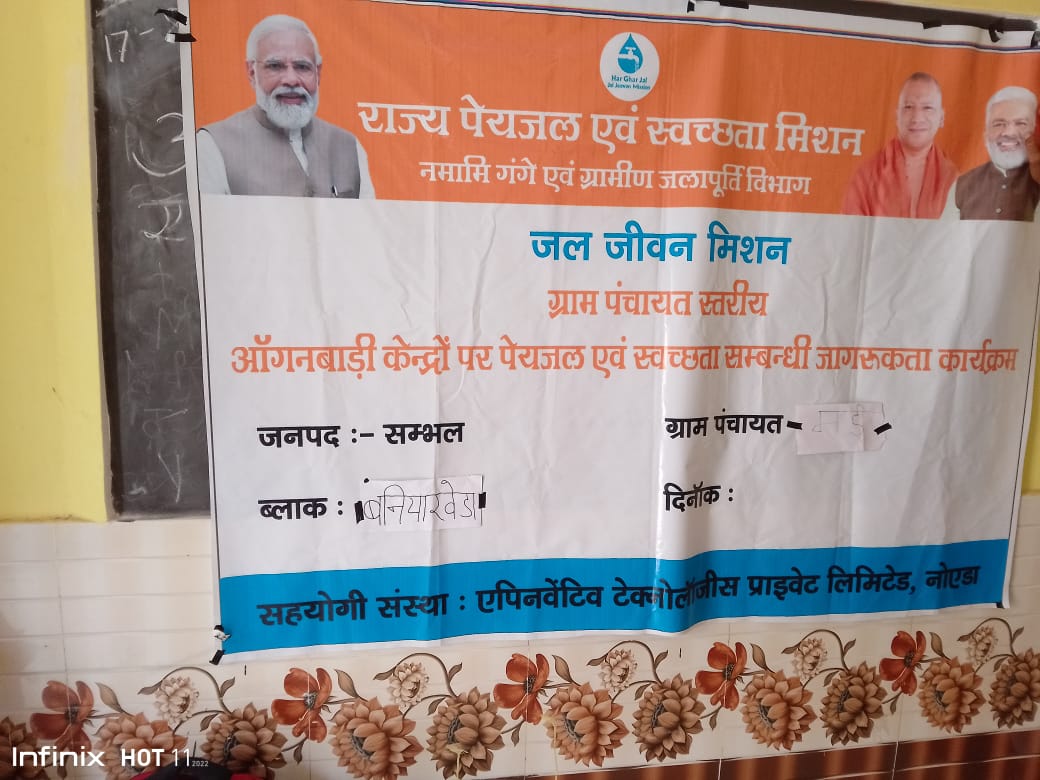 17-
Har Ghar Jal
Jal Jeevan Mission
राज्य पेयजल एवं स्वच्छता मिशन
नमामि गंगे एवं ग्रामीण जलापूर्ति विभाग
जल जीवन मिशन
ग्राम पंचायत स्तरीय
ऑगनबाड़ी केन्द्रों पर पेयजल एवं स्वच्छता सम्बन्धी जागरूकता कार्यक्रम
जनपद :- सम्भल
ग्राम पंचायत -
ब्लाक : बनियाखेडा
दिनॉक :
सहयोगी संस्था : एपिनवेंटिव टेक्नोलॉजीस प्राइवेट लिमिटेड, नोएडा
Infinix HOT 11 2022